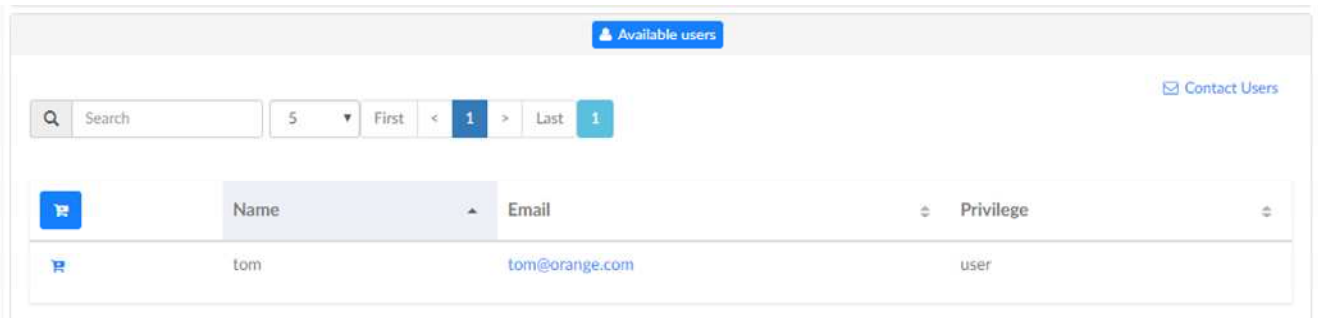 Available users
Contact Users
Search 5 First < 1 > Last 1
Name Email Privilege
tom tom@orange.com user